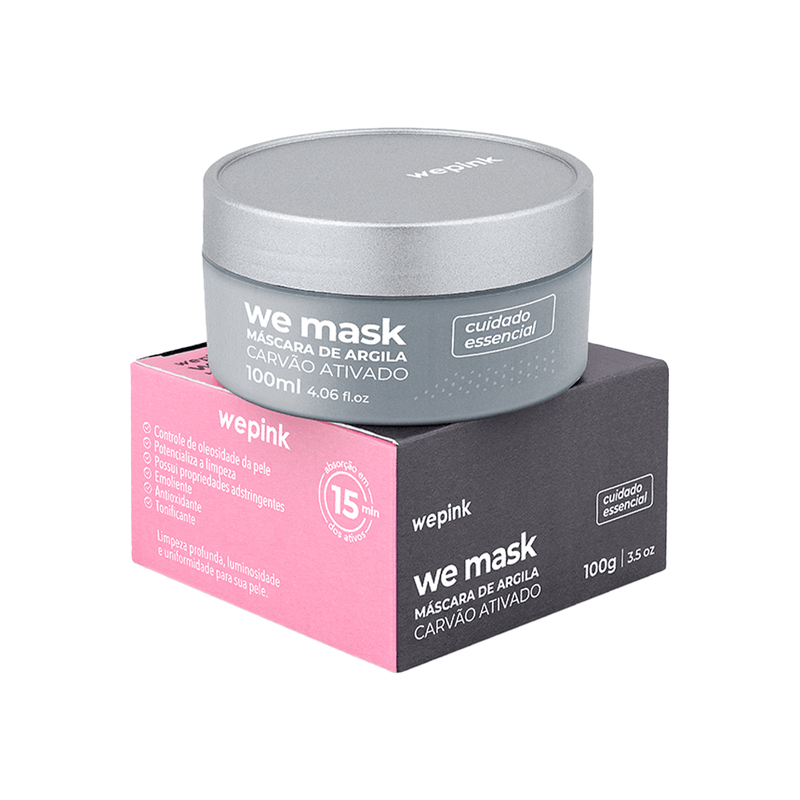 wepink
we mask
MÁSCARA DE ARGILA
CARVÃO ATIVADO
100ml 4.06 fl.oz
cuidado
essencial
wepink
Controle de oleosidade da pele
Potencializa a limpeza
Possui propriedades adstringentes
Emoliente
Antioxidante
Tonificante
Limpeza profunda, luminosidade
e uniformidade para sua pele.
absorção em
15 min
dos ativos
wepink
cuidado
essencial
we mask
MÁSCARA DE ARGILA
CARVÃO ATIVADO
100g | 3.5 oz